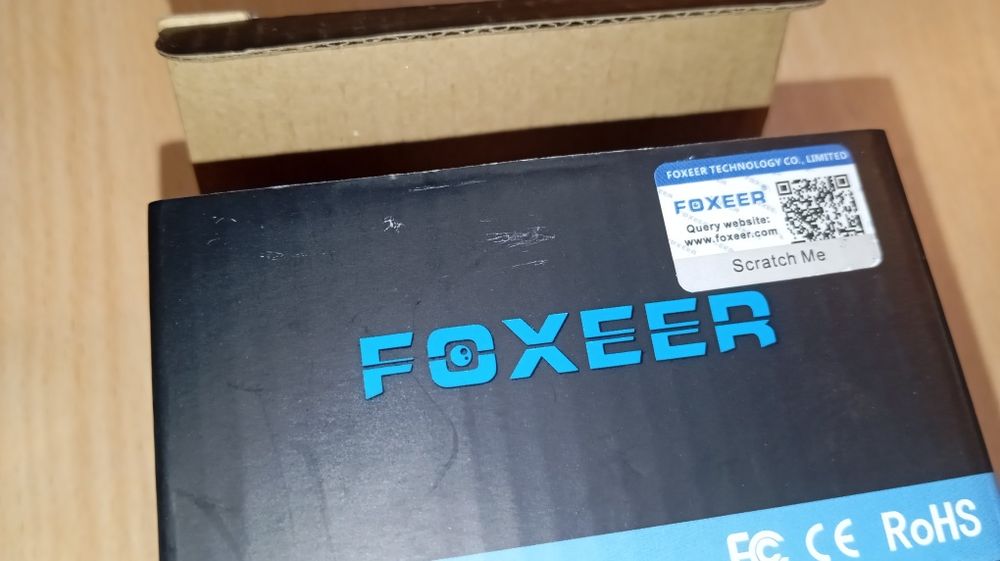 FOXEER TECHNOLOGY CO., LIMITED
FOXEER
Query website:
www.foxeer.com
Scratch Me
FOXEER
FC CE RoHS